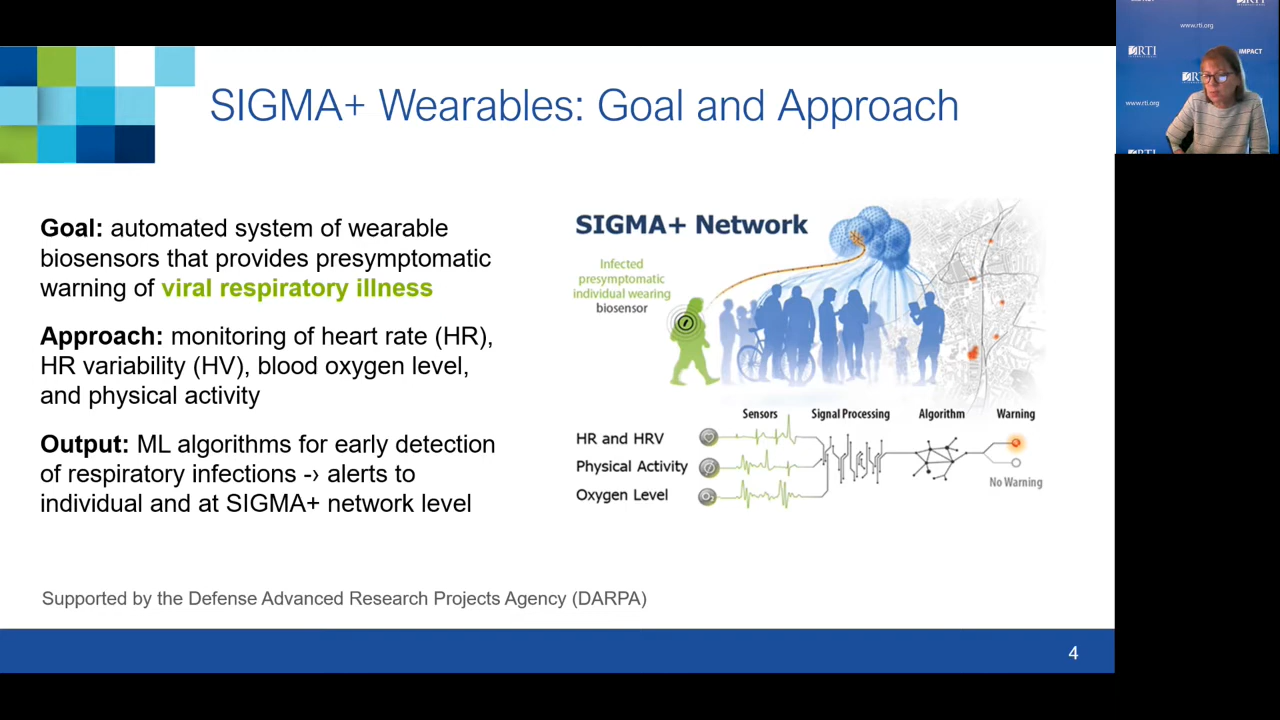 SIGMA+ Wearables: Goal and Approach
Goal: automated system of wearable
biosensors that provides presymptomatic
warning of viral respiratory illness
Approach: monitoring of heart rate (HR),
HR variability (HV), blood oxygen level,
and physical activity
Output: ML algorithms for early detection
of respiratory infections -› alerts to
individual and at SIGMA+ network level
SIGMA+ Network
Infected
presymptomatic
individual wearing
biosensor
Sensors
Signal Processing
Algorithm
Warning
HR and HRV
Physical Activity
Oxygen Level
No Warning
Supported by the Defense Advanced Research Projects Agency (DARPA)
4
www.rti.org
RTI
IMPACT
RTI
www.rti.org